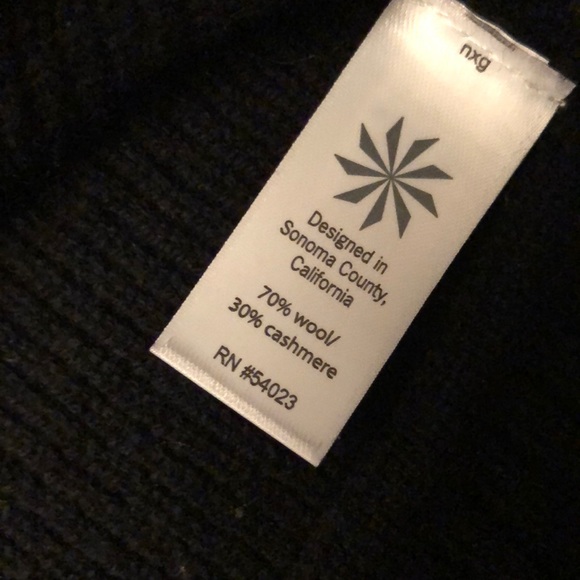 nxg
Designed in
Sonoma County,
California
70% wool/
30% cashmere
RN #54023